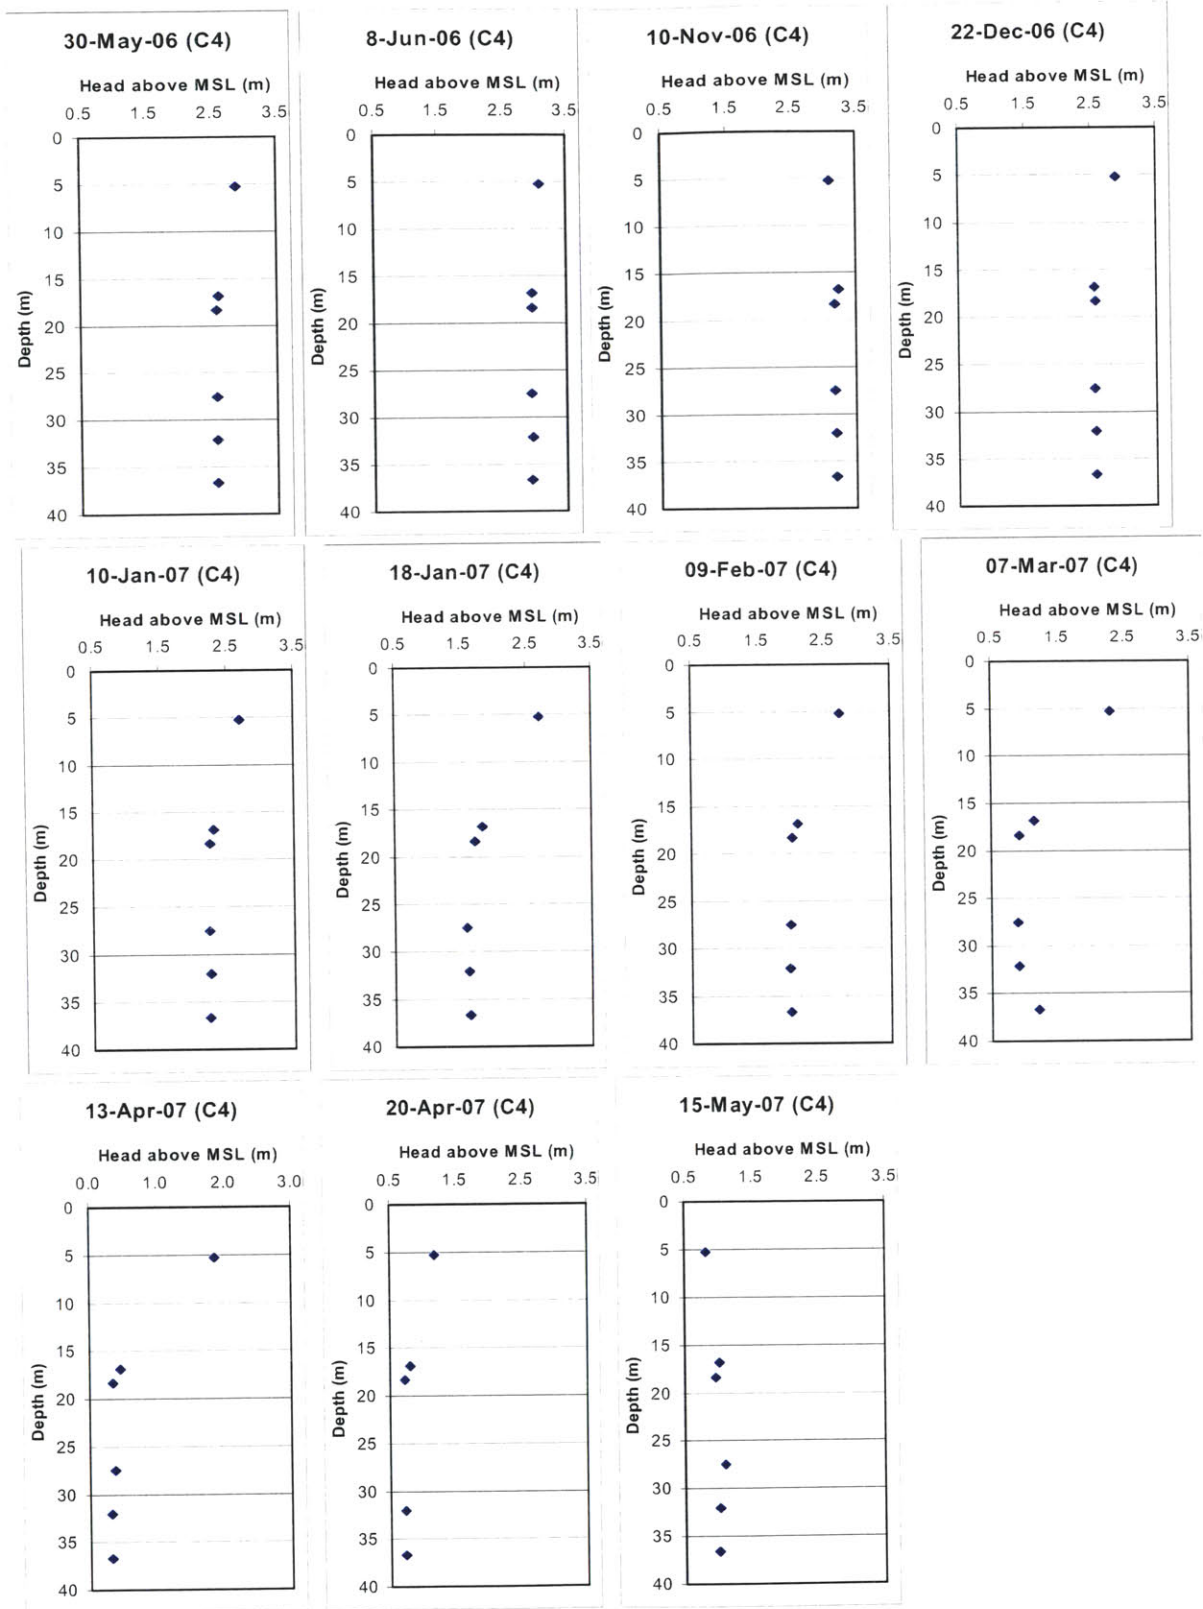 30-May-06 (C4)
Head above MSL (m)
0.5 1.5 2.5 3.5
0
5
10
15
20
25
30
35
40
Depth (m)
8-Jun-06 (C4)
Head above MSL (m)
0.5 1.5 2.5 3.5
0
5
10
15
20
25
30
35
40
Depth (m)
10-Nov-06 (C4)
Head above MSL (m)
0.5 1.5 2.5 3.5
0
5
10
15
20
25
30
35
40
Depth (m)
22-Dec-06 (C4)
Head above MSL (m)
0.5 1.5 2.5 3.5
0
5
10
15
20
25
30
35
40
Depth (m)
10-Jan-07 (C4)
Head above MSL (m)
0.5 1.5 2.5 3.5
0
5
10
15
20
25
30
35
40
Depth (m)
18-Jan-07 (C4)
Head above MSL (m)
0.5 1.5 2.5 3.5
0
5
10
15
20
25
30
35
40
Depth (m)
09-Feb-07 (C4)
Head above MSL (m)
0.5 1.5 2.5 3.5
0
5
10
15
20
25
30
35
40
Depth (m)
07-Mar-07 (C4)
Head above MSL (m)
0.5 1.5 2.5 3.5
0
5
10
15
20
25
30
35
40
Depth (m)
13-Apr-07 (C4)
Head above MSL (m)
0.0 1.0 2.0 3.0
0
5
10
15
20
25
30
35
40
Depth (m)
20-Apr-07 (C4)
Head above MSL (m)
0.5 1.5 2.5 3.5
0
5
10
15
20
25
30
35
40
Depth (m)
15-May-07 (C4)
Head above MSL (m)
0.5 1.5 2.5 3.5
0
5
10
15
20
25
30
35
40
Depth (m)